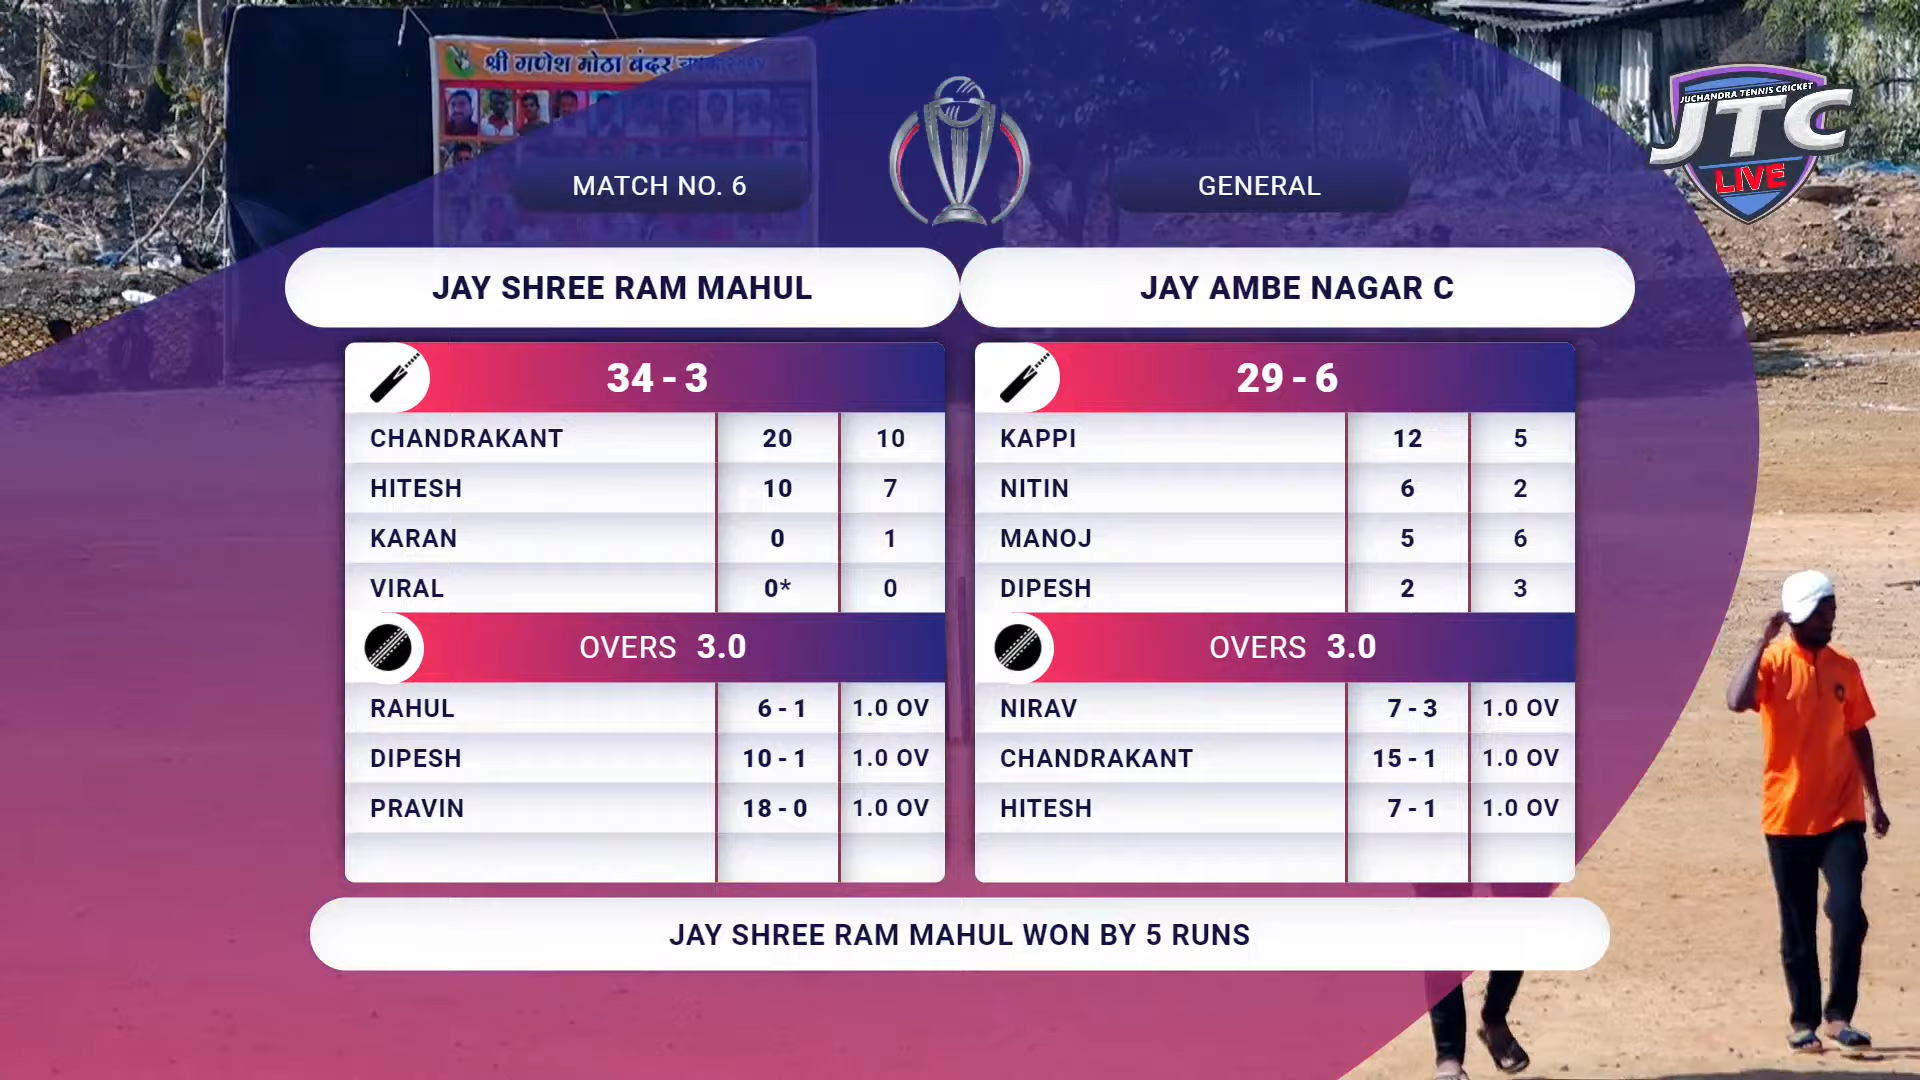 श्री गणेश मोठा बंदर
JUCHANDRA TENNIS CRICKET
JTC
LIVE
MATCH NO. 6
GENERAL
JAY SHREE RAM MAHUL
JAY AMBE NAGAR C
34 - 3
CHANDRAKANT 20 10
HITESH 10 7
KARAN 0 1
VIRAL 0* 0
OVERS 3.0
RAHUL 6 - 1 1.0 OV
DIPESH 10 - 1 1.0 OV
PRAVIN 18 - 0 1.0 OV
29 - 6
KAPPI 12 5
NITIN 6 2
MANOJ 5 6
DIPESH 2 3
OVERS 3.0
NIRAV 7 - 3 1.0 OV
CHANDRAKANT 15 - 1 1.0 OV
HITESH 7 - 1 1.0 OV
JAY SHREE RAM MAHUL WON BY 5 RUNS